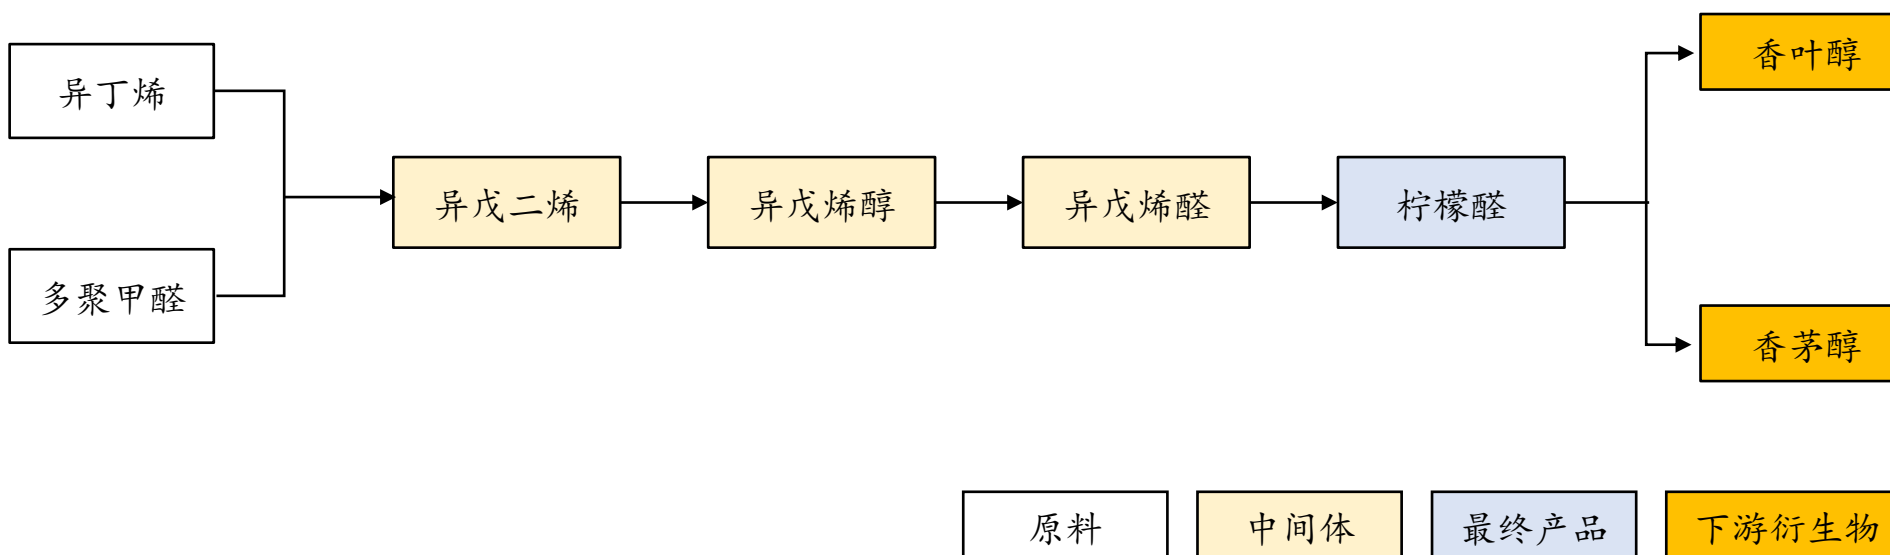 异丁烯
多聚甲醛
异戊二烯
异戊烯醇
异戊烯醛
柠檬醛
香叶醇
香茅醇
原料
中间体
最终产品
下游衍生物